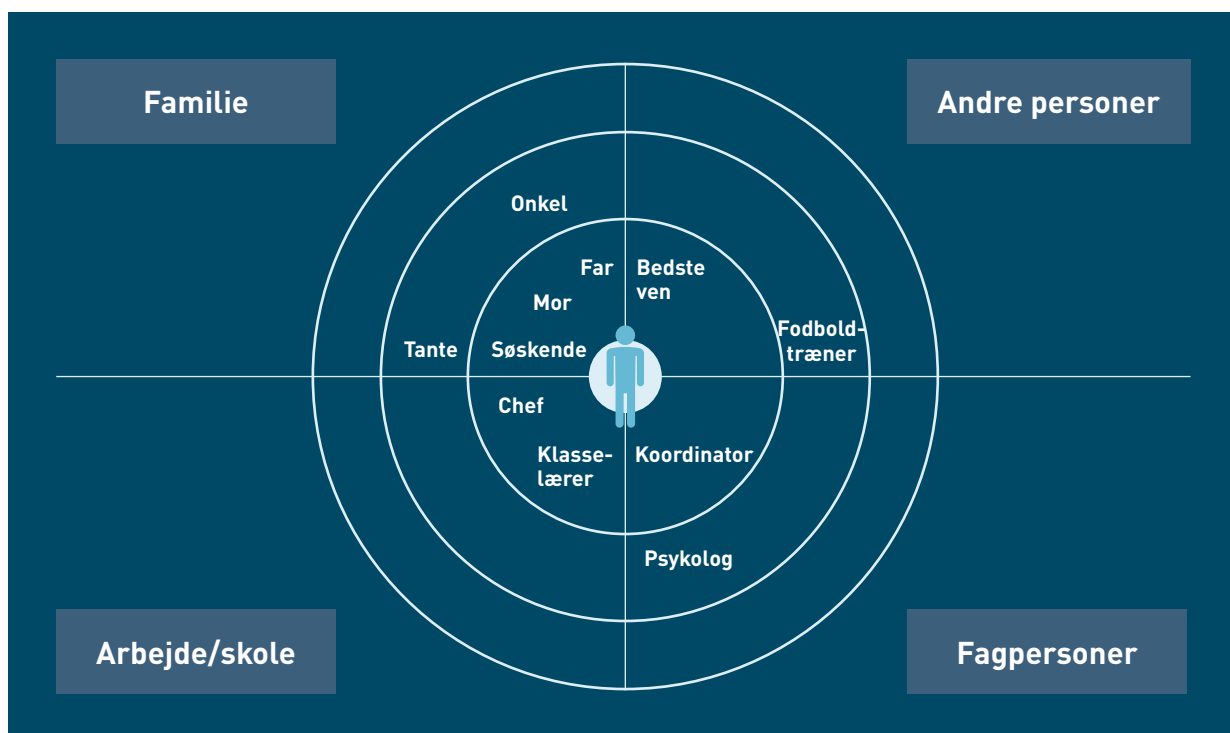 Familie
Andre personer
Onkel
Far
Bedste
ven
Mor
Fodbold-
træner
Tante
Søskende
Chef
Klasse-
lærer
Koordinator
Psykolog
Arbejde/skole
Fagpersoner